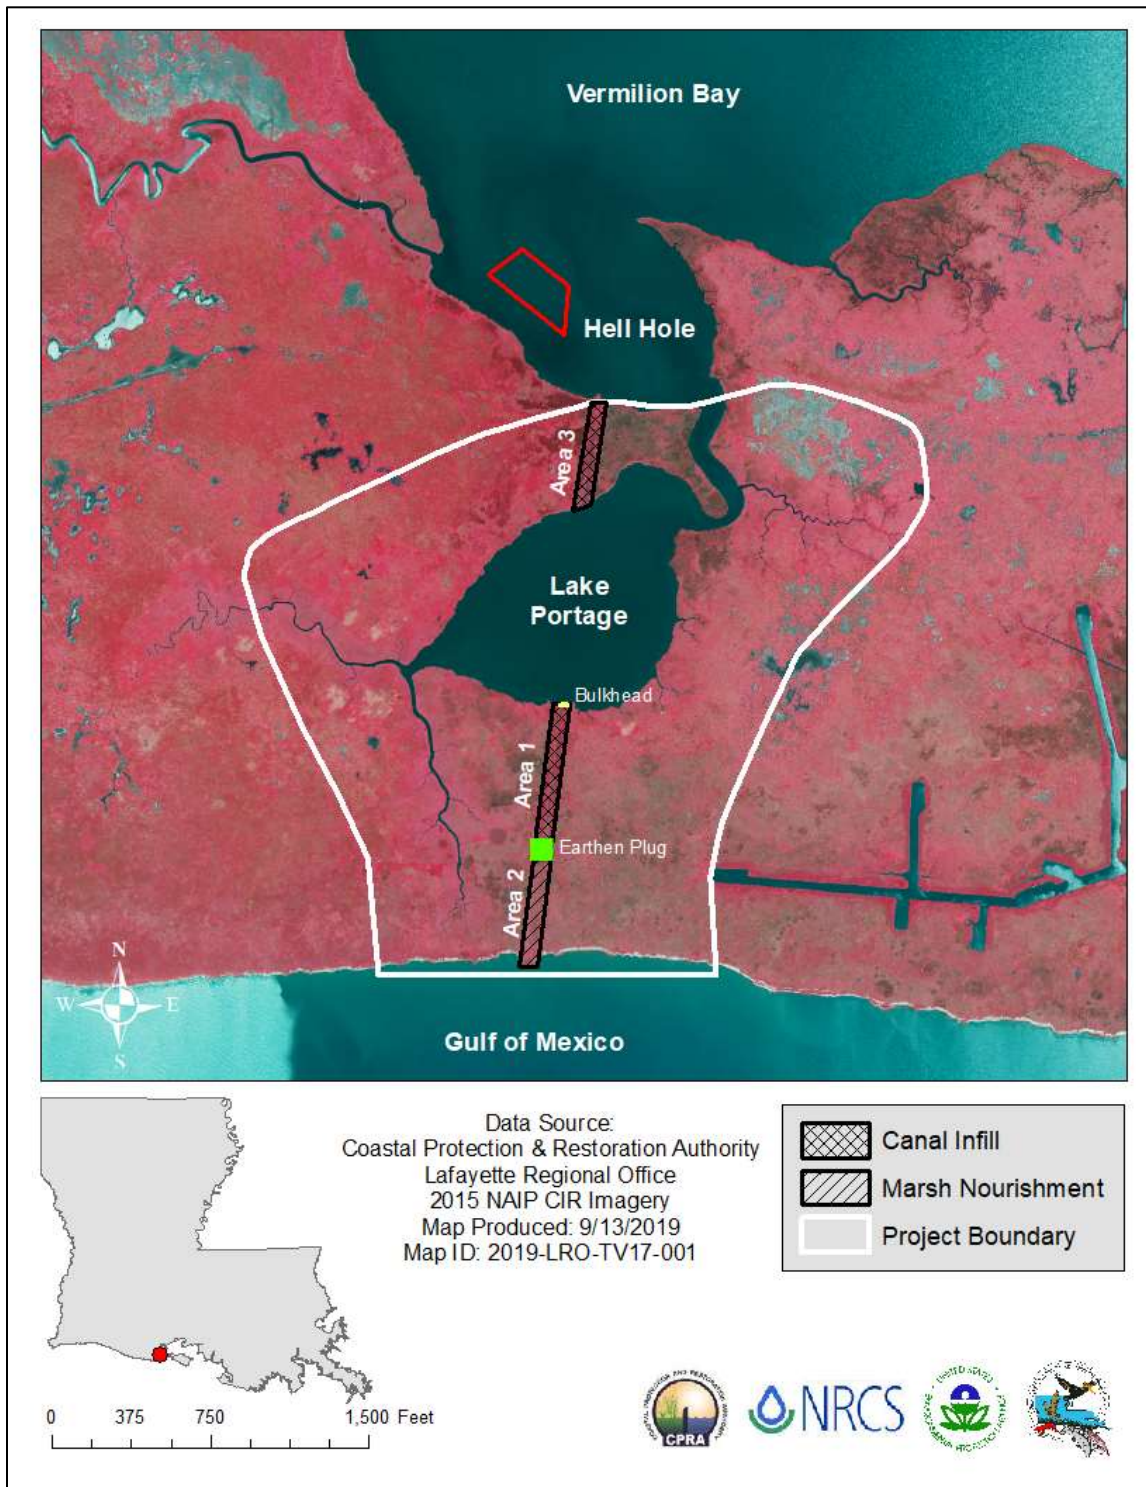 Vermilion Bay
Hell Hole
Area 3
Lake
Portage
Bulkhead
Area 1
Earthen Plug
Area 2
N
W E
S
Gulf of Mexico
Data Source:
Coastal Protection & Restoration Authority
Lafayette Regional Office
2015 NAIP CIR Imagery
Map Produced: 9/13/2019
Map ID: 2019-LRO-TV17-001
Canal Infill
Marsh Nourishment
Project Boundary
0 375 750 1,500 Feet
CPRA
NRCS
UNITED STATES